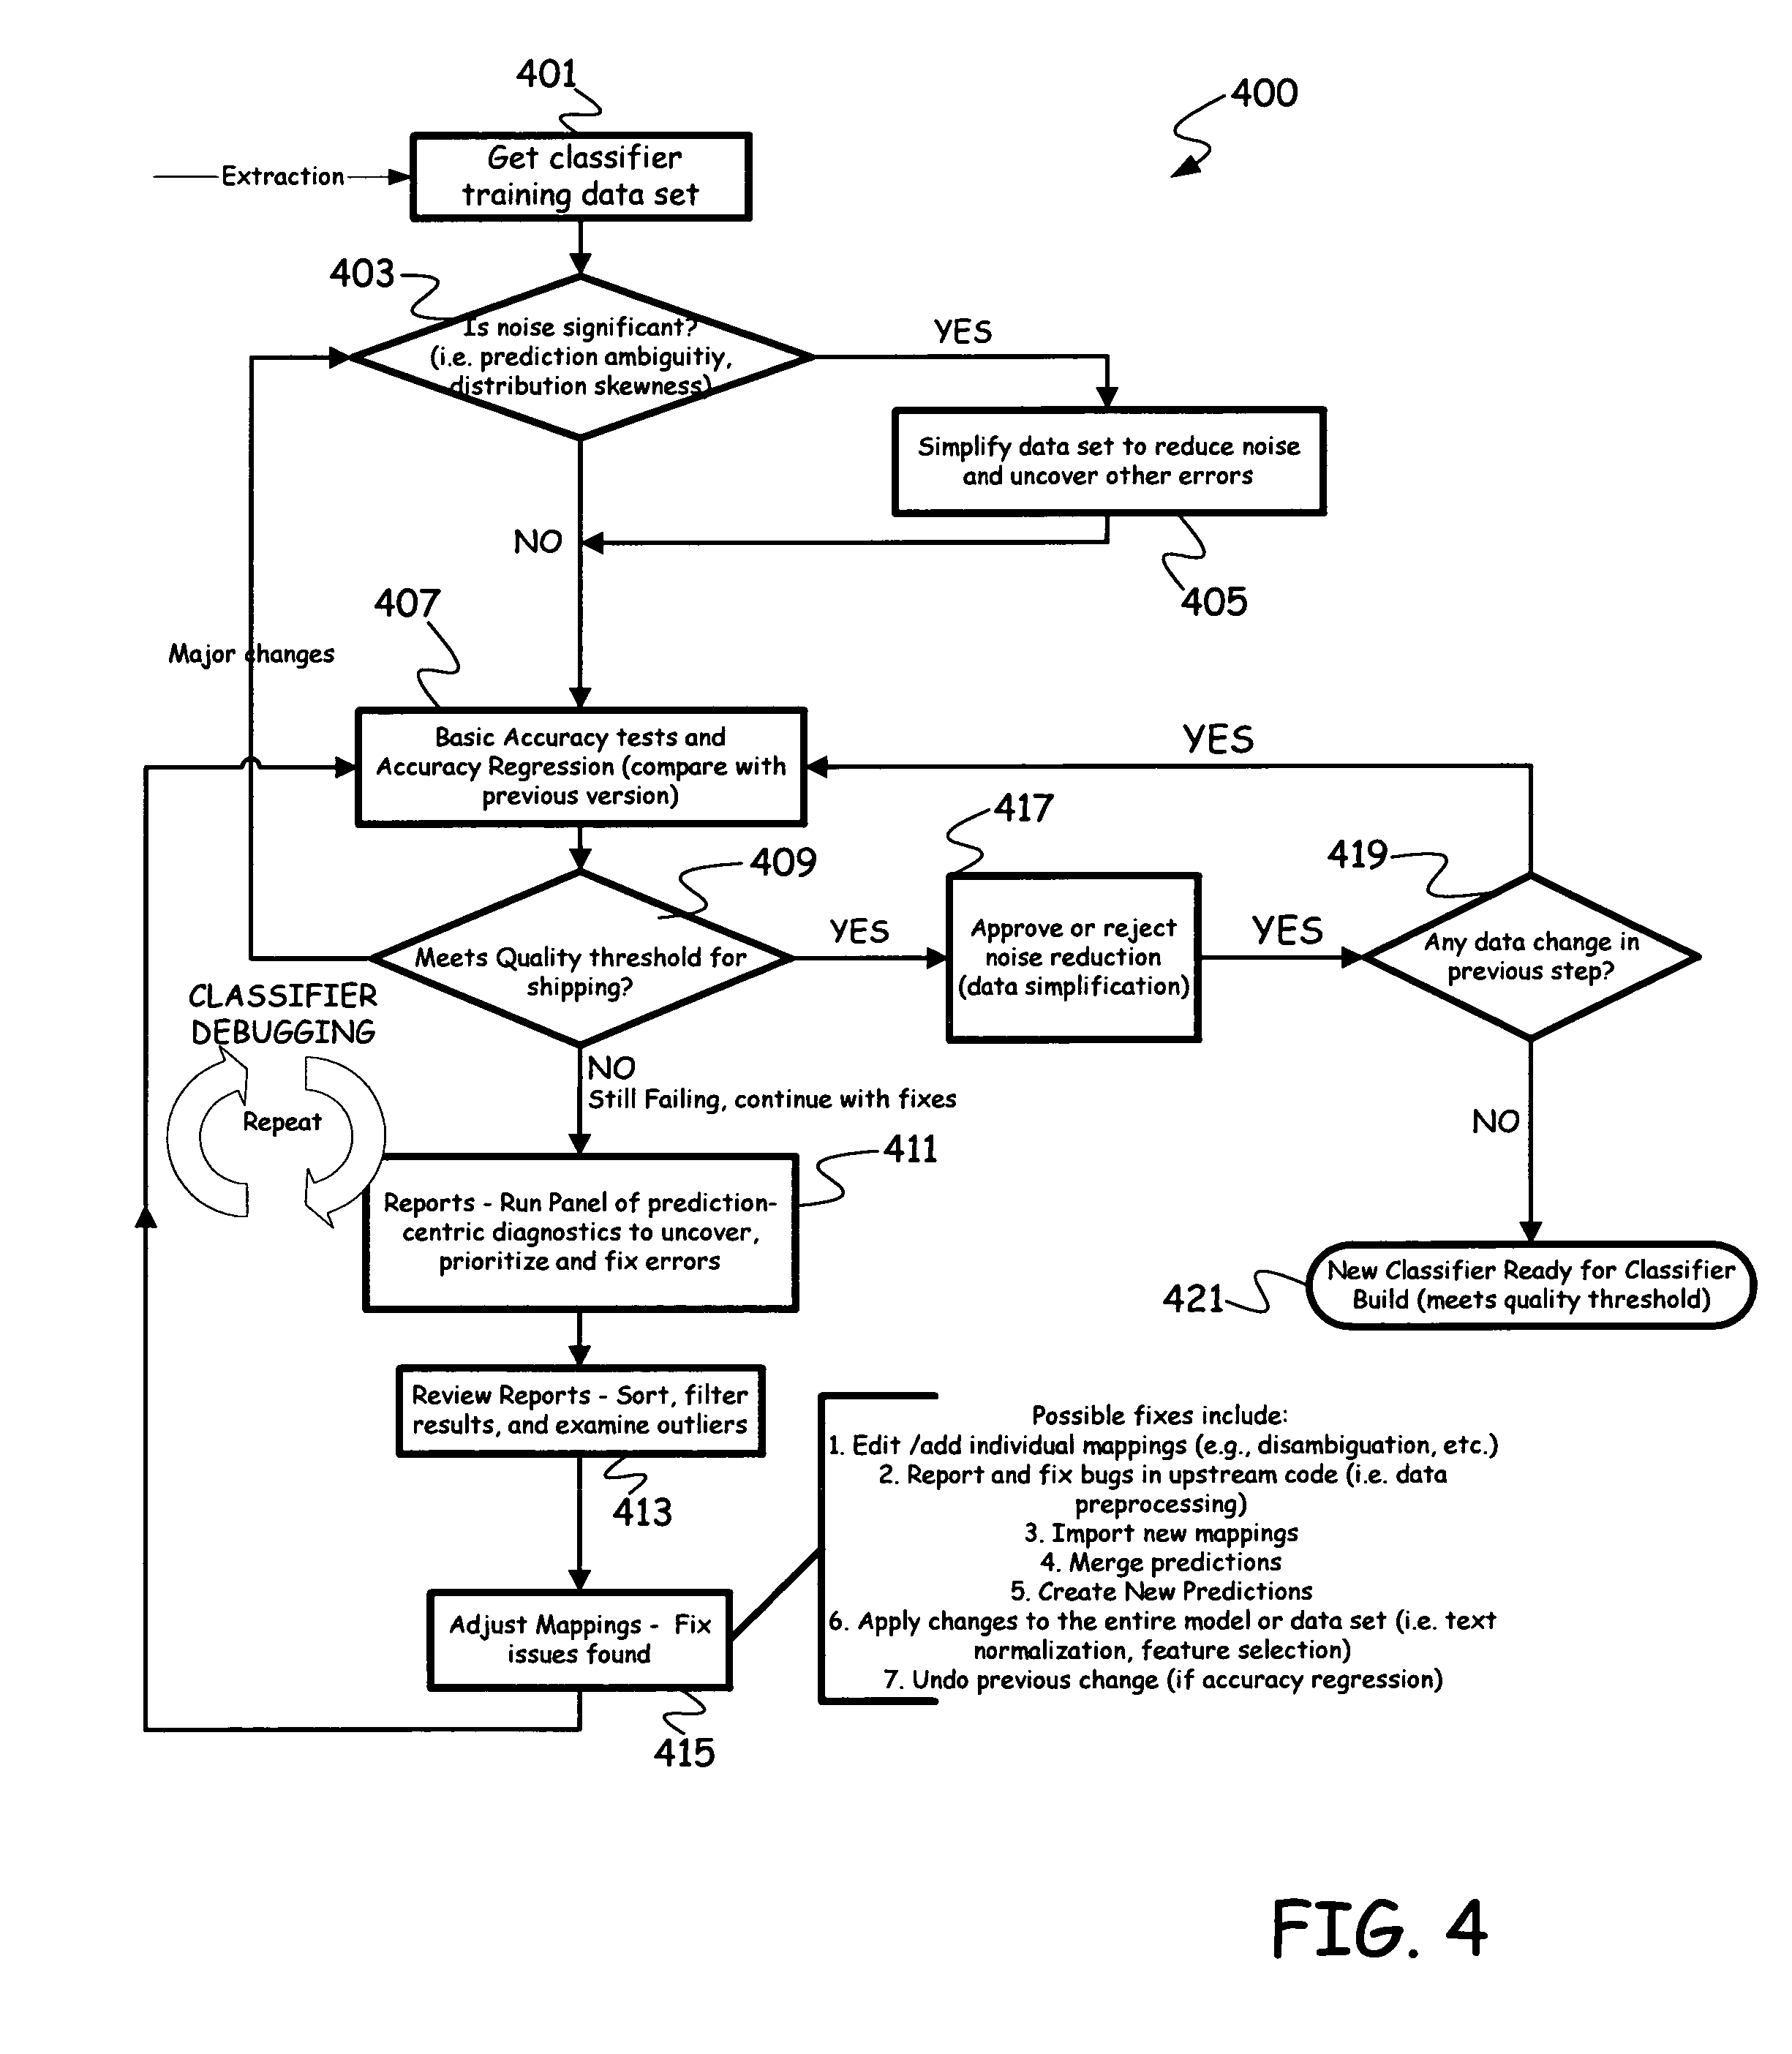 401
400
Extraction
Get classifier
training data set
403
Is noise significant?
(i.e. prediction ambiguitiy,
distribution skewness)
YES
Simplify data set to reduce noise
and uncover other errors
NO
405
407
Major changes
Basic Accuracy tests and
Accuracy Regression (compare with
previous version)
YES
417
409
419
Meets Quality threshold for
shipping?
YES
Approve or reject
noise reduction
(data simplification)
YES
Any data change in
previous step?
CLASSIFIER
DEBUGGING
Repeat
NO
Still Failing, continue with fixes
NO
411
Reports - Run Panel of prediction-
centric diagnostics to uncover,
prioritize and fix errors
421
New Classifier Ready for Classifier
Build (meets quality threshold)
Review Reports - Sort, filter
results, and examine outliers
413
Possible fixes include:
1. Edit /add individual mappings (e.g., disambiguation, etc.)
2. Report and fix bugs in upstream code (i.e. data
preprocessing)
3. Import new mappings
4. Merge predictions
5. Create New Predictions
6. Apply changes to the entire model or data set (i.e. text
normalization, feature selection)
7. Undo previous change (if accuracy regression)
Adjust Mappings - Fix
issues found
415
FIG. 4